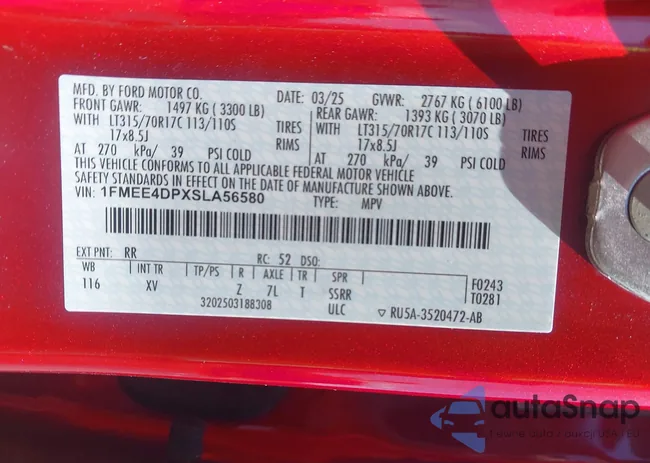 MFD. BY FORD MOTOR CO.
DATE: 03/25 GVWR: 2767 KG ( 6100 LB)
FRONT GAWR: 1497 KG ( 3300 LB) REAR GAWR: 1393 KG ( 3070 LB)
WITH LT315/70R17C 113/110S TIRES WITH LT315/70R17C 113/110S TIRES
17x8.5J RIMS 17x8.5J RIMS
AT 270 kPa/ 39 PSI COLD AT 270 kPa/ 39 PSI COLD
THIS VEHICLE CONFORMS TO ALL APPLICABLE FEDERAL MOTOR VEHICLE
SAFETY STANDARDS IN EFFECT ON THE DATE OF MANUFACTURE SHOWN ABOVE.
VIN: 1FMEE4DPXSLA56580 TYPE: MPV
EXT PNT: RR RC: 52 DSO:
WB INT TR TP/PS R AXLE TR SPR F0243
116 XV Z 7L T SSRR T0281
3202503188308 ULC ▽ RU5A-3520472-AB
autaSnap